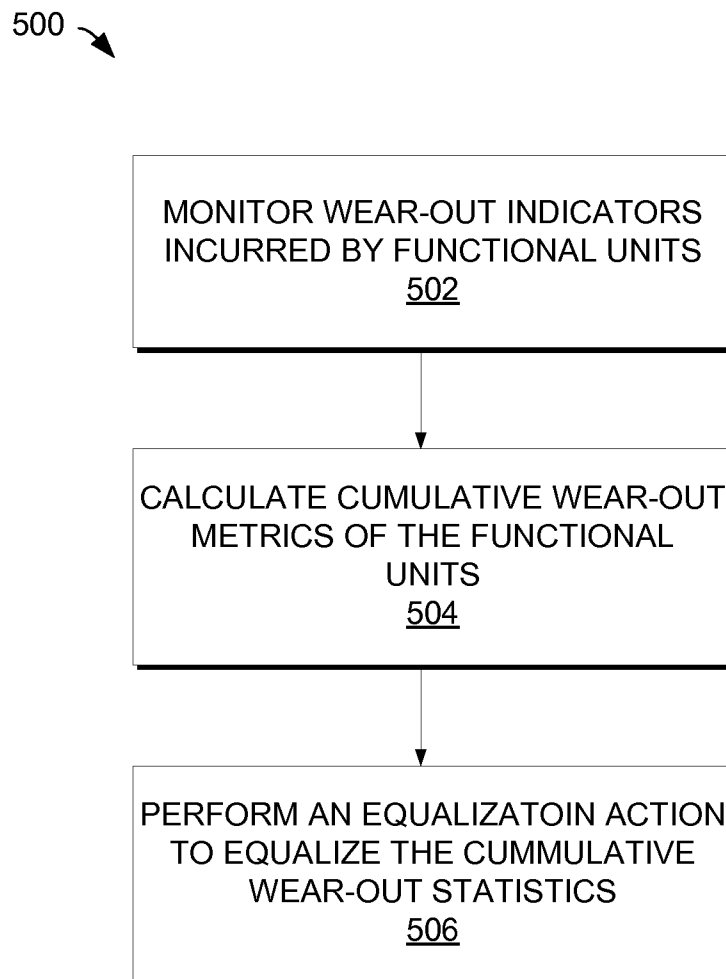 500
MONITOR WEAR-OUT INDICATORS
INCURRED BY FUNCTIONAL UNITS
502
CALCULATE CUMULATIVE WEAR-OUT
METRICS OF THE FUNCTIONAL
UNITS
504
PERFORM AN EQUALIZATOIN ACTION
TO EQUALIZE THE CUMMULATIVE
WEAR-OUT STATISTICS
506